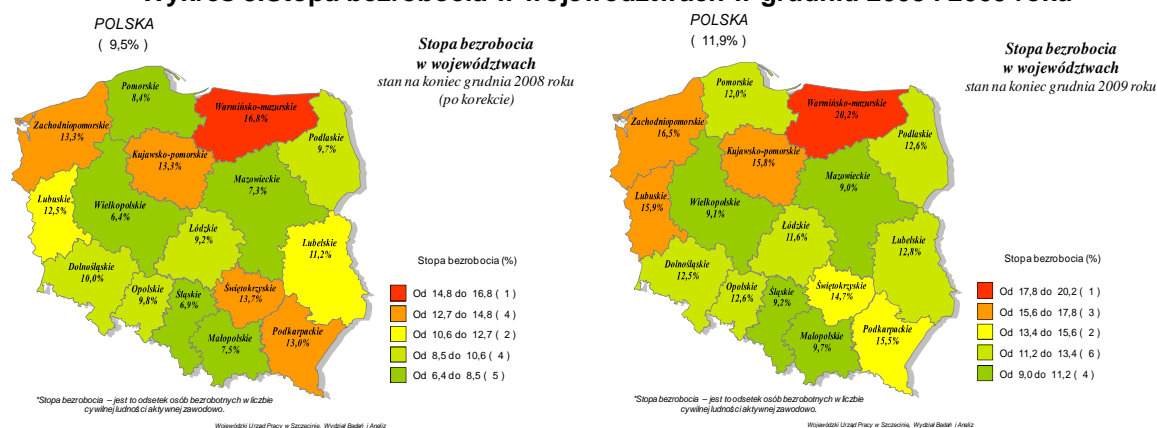 POLSKA
( 9,5%)
Stopa bezrobocia
w województwach
stan na koniec grudnia 2008 roku
(po korekcie)
Pomorskie
8,4%
Warmińsko-mazurskie
16,8%
Zachodniopomorskie
13,3%
Podlaskie
9,7%
Kujawsko-pomorskie
13,3%
Mazowieckie
7,3%
Lubuskie
12,5%
Wielkopolskie
6,4%
Łódzkie
9,2%
Lubelskie
11,2%
Dolnośląskie
10,0%
Opolskie
9,8%
Śląskie
6,9%
Świętokrzyskie
13,7%
Małopolskie
7,5%
Podkarpackie
13,0%
Stopa bezrobocia (%)
Od 14,8 do 16,8 ( 1)
Od 12,7 do 14,8 ( 4)
Od 10,6 do 12,7 ( 2)
Od 8,5 do 10,6 ( 4)
Od 6,4 do 8,5 ( 5)
*Stopa bezrobocia – jest to odsetek osób bezrobotnych w liczbie
cywilnej ludności aktywnej zawodowo.
Wojewódzki Urząd Pracy w Szczecinie, Wydział Badań i Analiz
POLSKA
( 11,9%)
Stopa bezrobocia
w województwach
stan na koniec grudnia 2009 roku
Pomorskie
12,0%
Warmińsko-mazurskie
20,2%
Zachodniopomorskie
16,5%
Podlaskie
12,6%
Kujawsko-pomorskie
15,8%
Mazowieckie
9,0%
Lubuskie
15,9%
Wielkopolskie
9,1%
Łódzkie
11,6%
Lubelskie
12,8%
Dolnośląskie
12,5%
Opolskie
12,6%
Śląskie
9,2%
Świętokrzyskie
14,7%
Małopolskie
9,7%
Podkarpackie
15,5%
Stopa bezrobocia (%)
Od 17,8 do 20,2 ( 1)
Od 15,6 do 17,8 ( 3)
Od 13,4 do 15,6 ( 2)
Od 11,2 do 13,4 ( 6)
Od 9,0 do 11,2 ( 4)
*Stopa bezrobocia – jest to odsetek osób bezrobotnych w liczbie
cywilnej ludności aktywnej zawodowo.
Wojewódzki Urząd Pracy w Szczecinie, Wydział Badań i Analiz